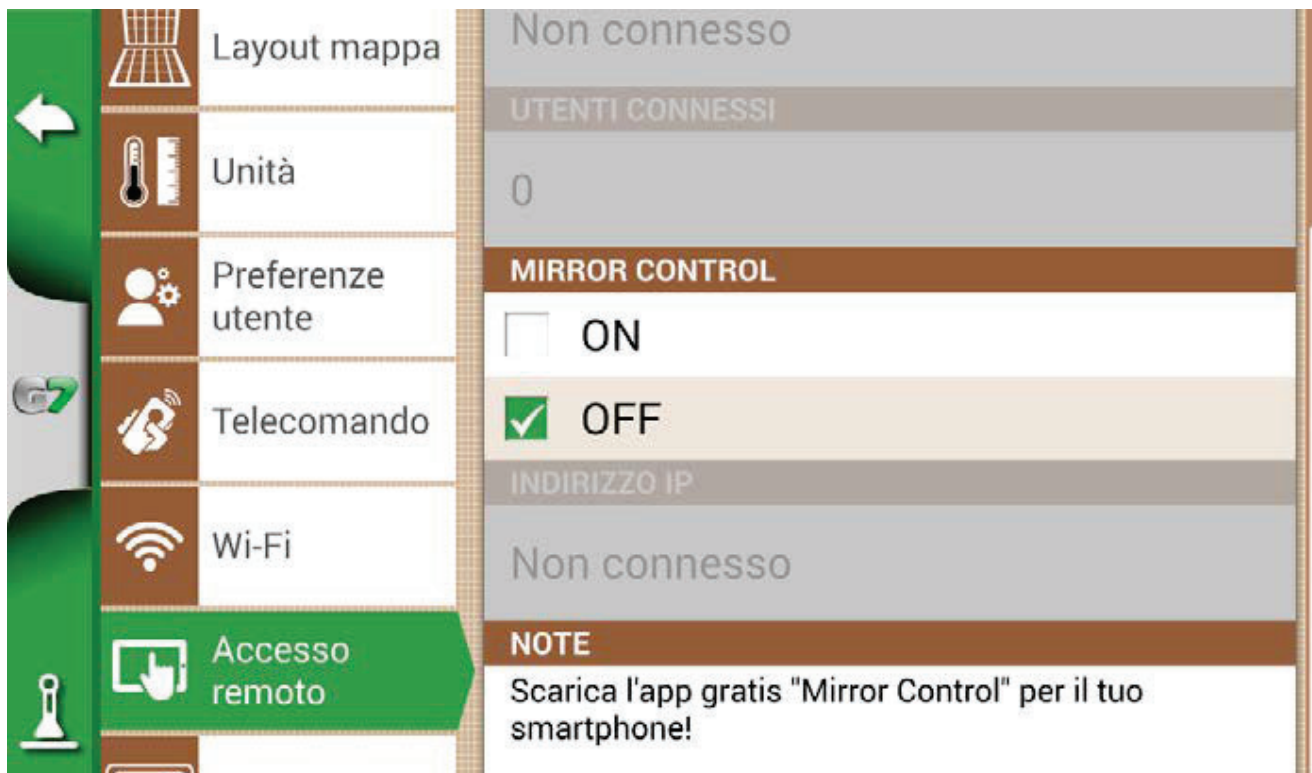 Layout mappa
Unità
Preferenze
utente
Telecomando
Wi-Fi
Accesso
remoto
G7
Non connesso
UTENTI CONNESSI
0
MIRROR CONTROL
ON
OFF
INDIRIZZO IP
Non connesso
NOTE
Scarica l'app gratis "Mirror Control" per il tuo
smartphone!